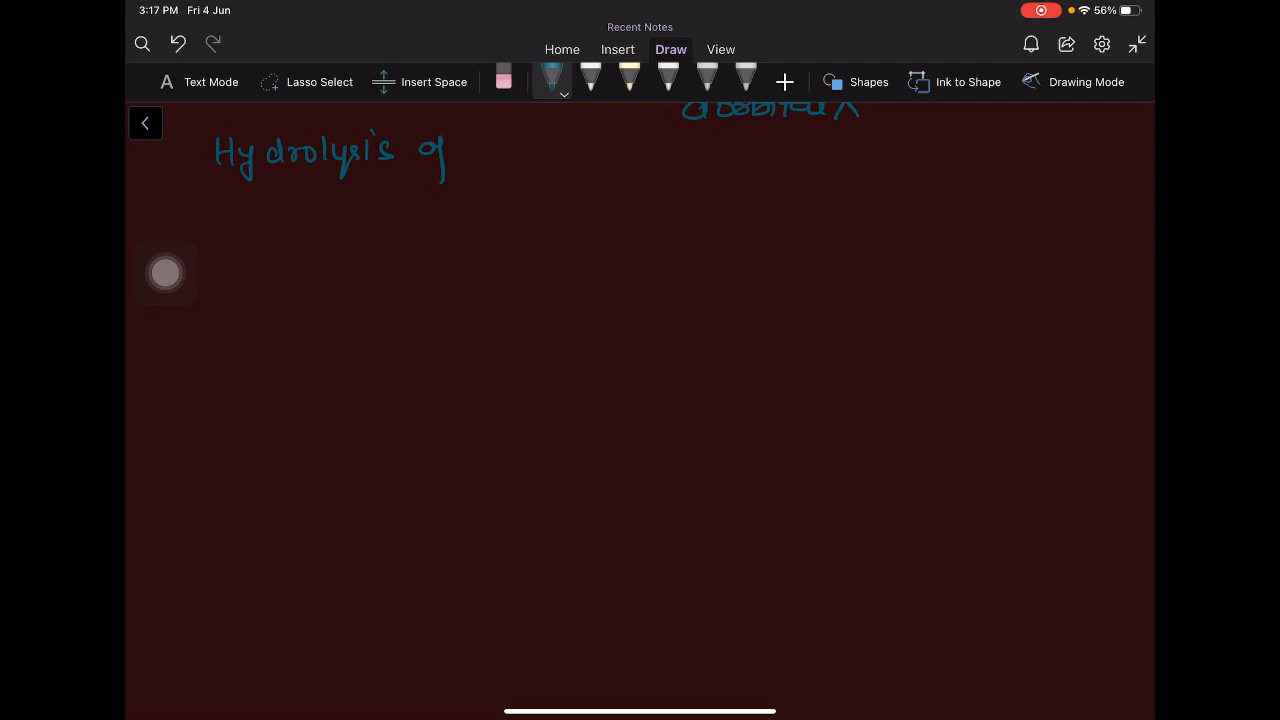 3:17 PM Fri 4 Jun 56%
Recent Notes
Home Insert Draw View
Text Mode Lasso Select Insert Space Shapes Ink to Shape Drawing Mode
Hydrolysis of